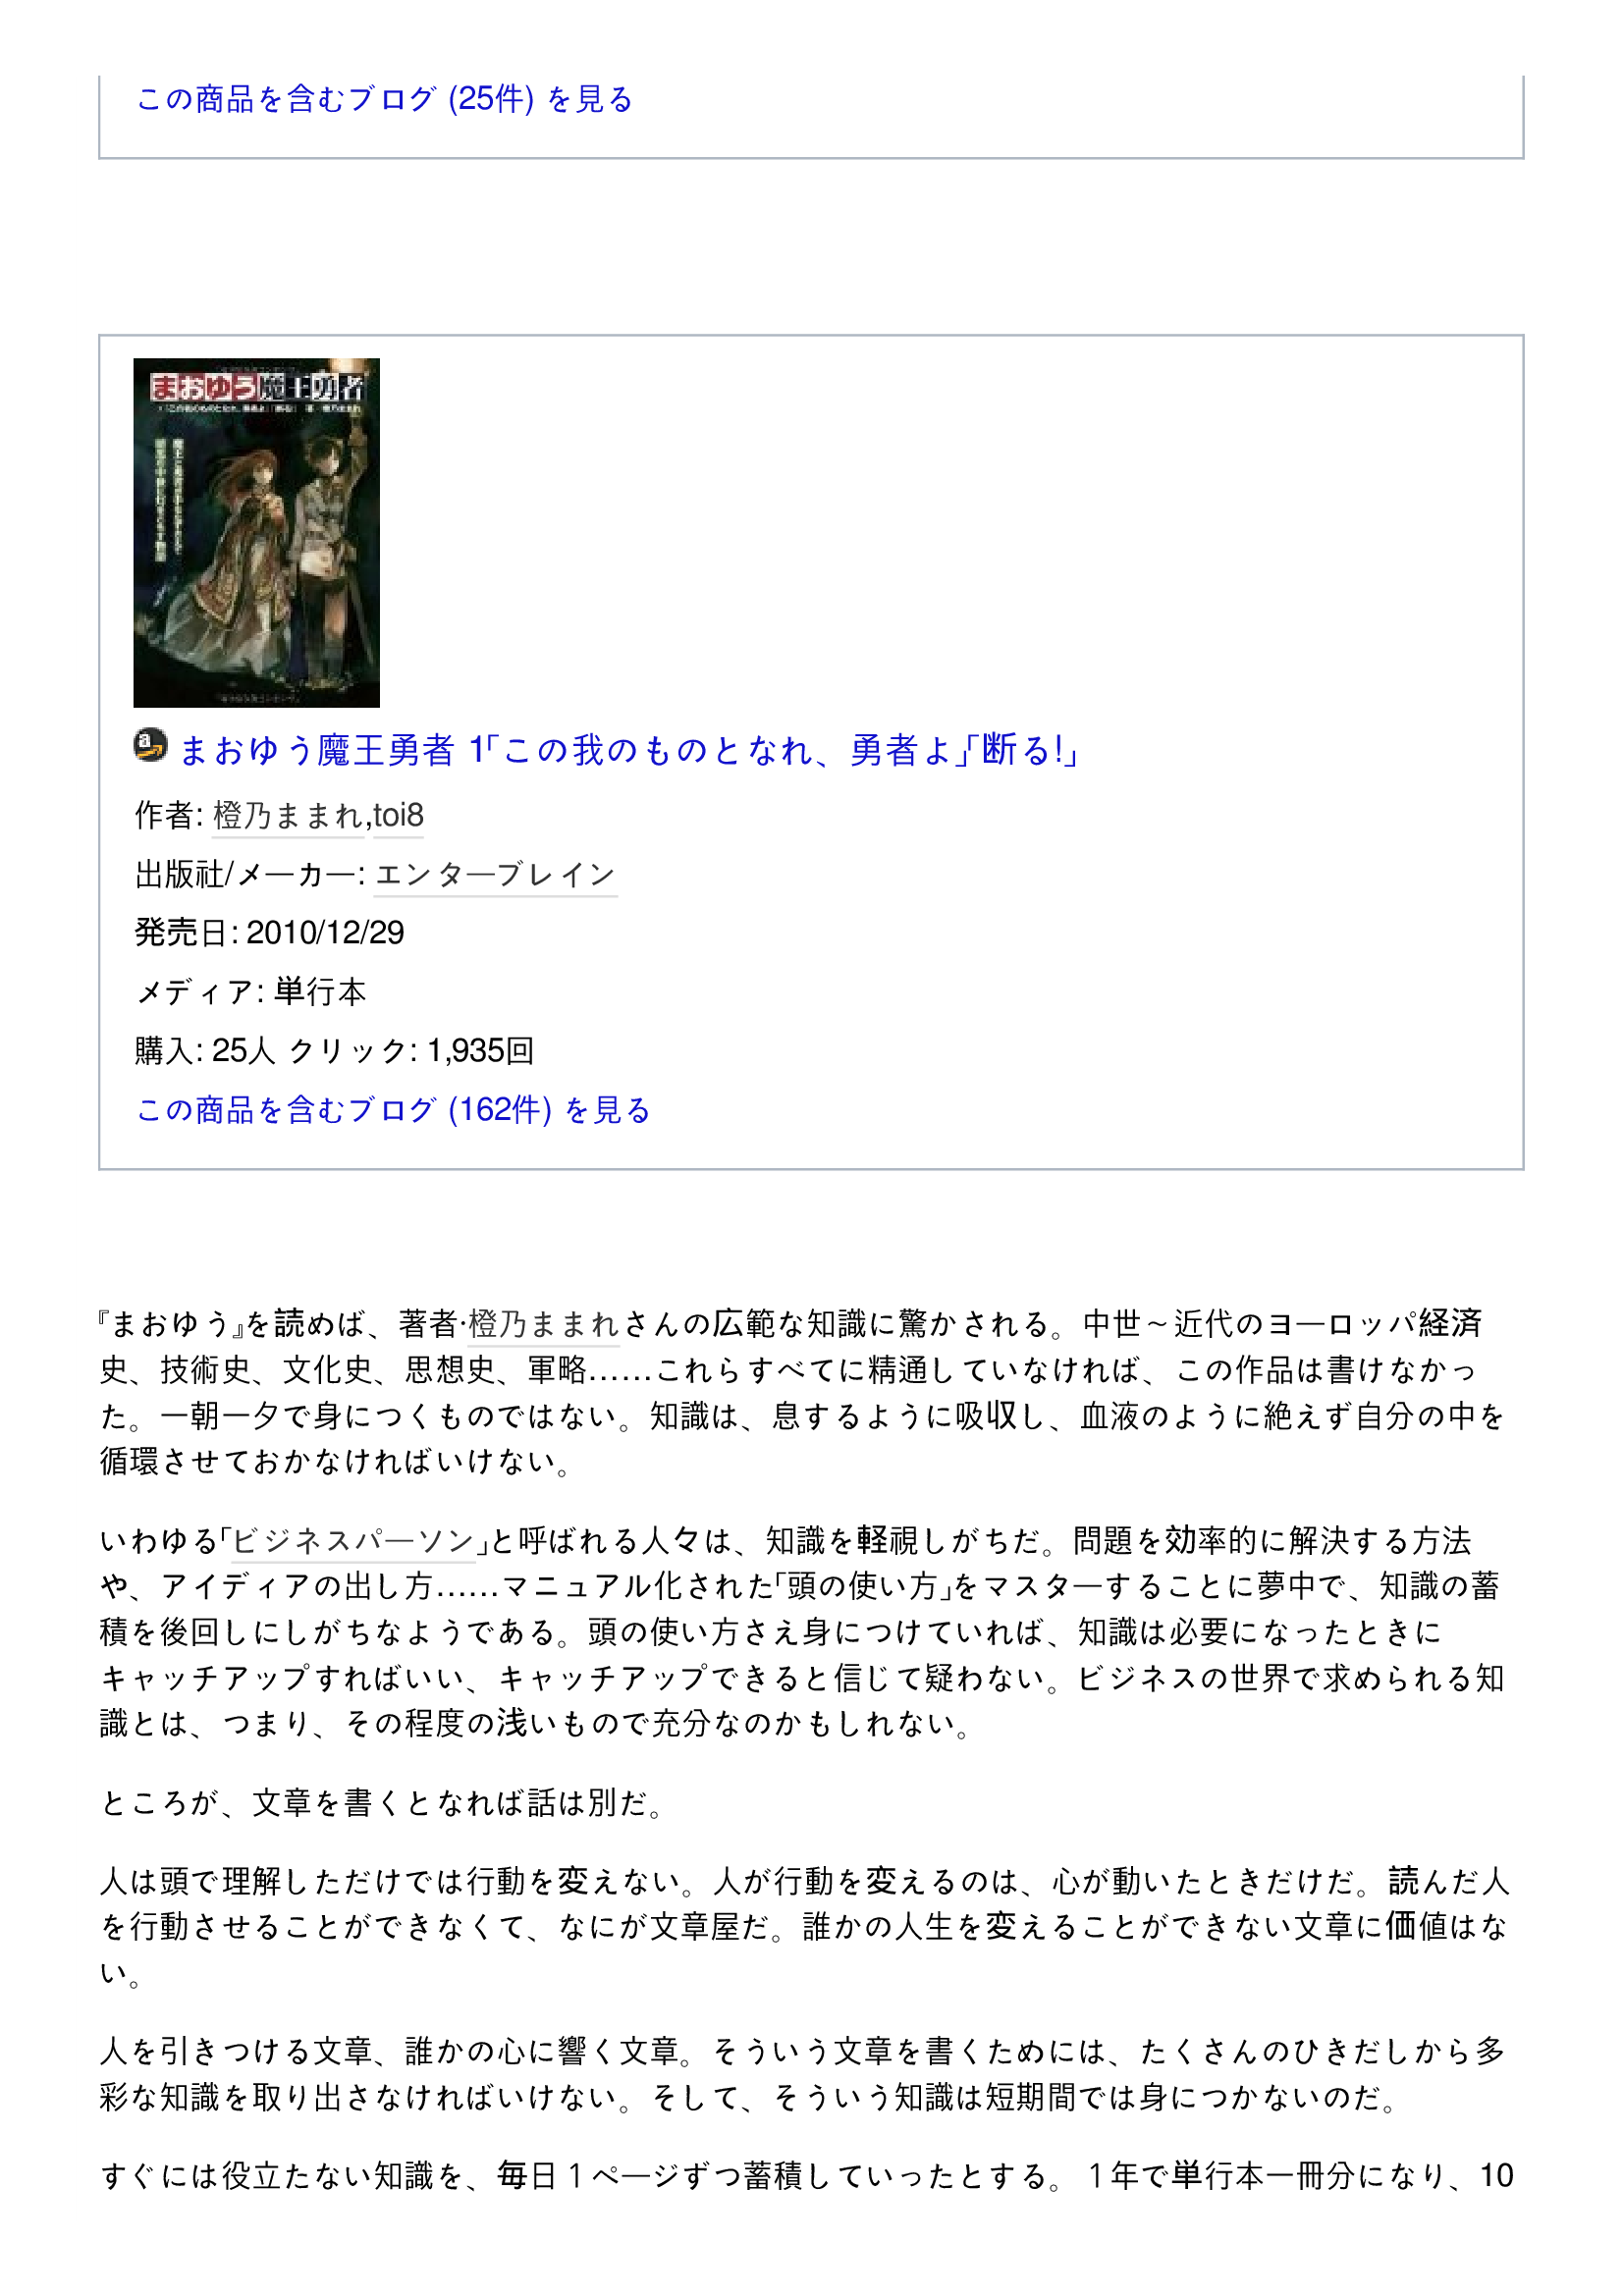 この商品を含むブログ (25件) を見る
まおゆう魔王勇者
まおゆう魔王勇者 1「この我のものとなれ、勇者よ」「断る!」
作者: 橙乃ままれ,toi8
出版社/メーカー: エンターブレイン
発売日: 2010/12/29
メディア: 単行本
購入: 25人 クリック: 1,935回
この商品を含むブログ (162件) を見る
『まおゆう』を読めば、著者·橙乃ままれさんの広範な知識に驚かされる。中世～近代のヨーロッパ経済
史、技術史、文化史、思想史、軍略……これらすべてに精通していなければ、この作品は書けなかっ
た。一朝一夕で身につくものではない。知識は、息するように吸収し、血液のように絶えず自分の中を
循環させておかなければいけない。
いわゆる「ビジネスパーソン」と呼ばれる人々は、知識を軽視しがちだ。問題を効率的に解決する方法
や、アイディアの出し方……マニュアル化された「頭の使い方」をマスターすることに夢中で、知識の蓄
積を後回しにしがちなようである。頭の使い方さえ身につけていれば、知識は必要になったときに
キャッチアップすればいい、キャッチアップできると信じて疑わない。ビジネスの世界で求められる知
識とは、つまり、その程度の浅いもので充分なのかもしれない。
ところが、文章を書くとなれば話は別だ。
人は頭で理解しただけでは行動を変えない。人が行動を変えるのは、心が動いたときだけだ。読んだ人
を行動させることができなくて、なにが文章屋だ。誰かの人生を変えることができない文章に価値はな
い。
人を引きつける文章、誰かの心に響く文章。そういう文章を書くためには、たくさんのひきだしから多
彩な知識を取り出さなければいけない。そして、そういう知識は短期間では身につかないのだ。
すぐには役立たない知識を、毎日１ページずつ蓄積していったとする。１年で単行本一冊分になり、10